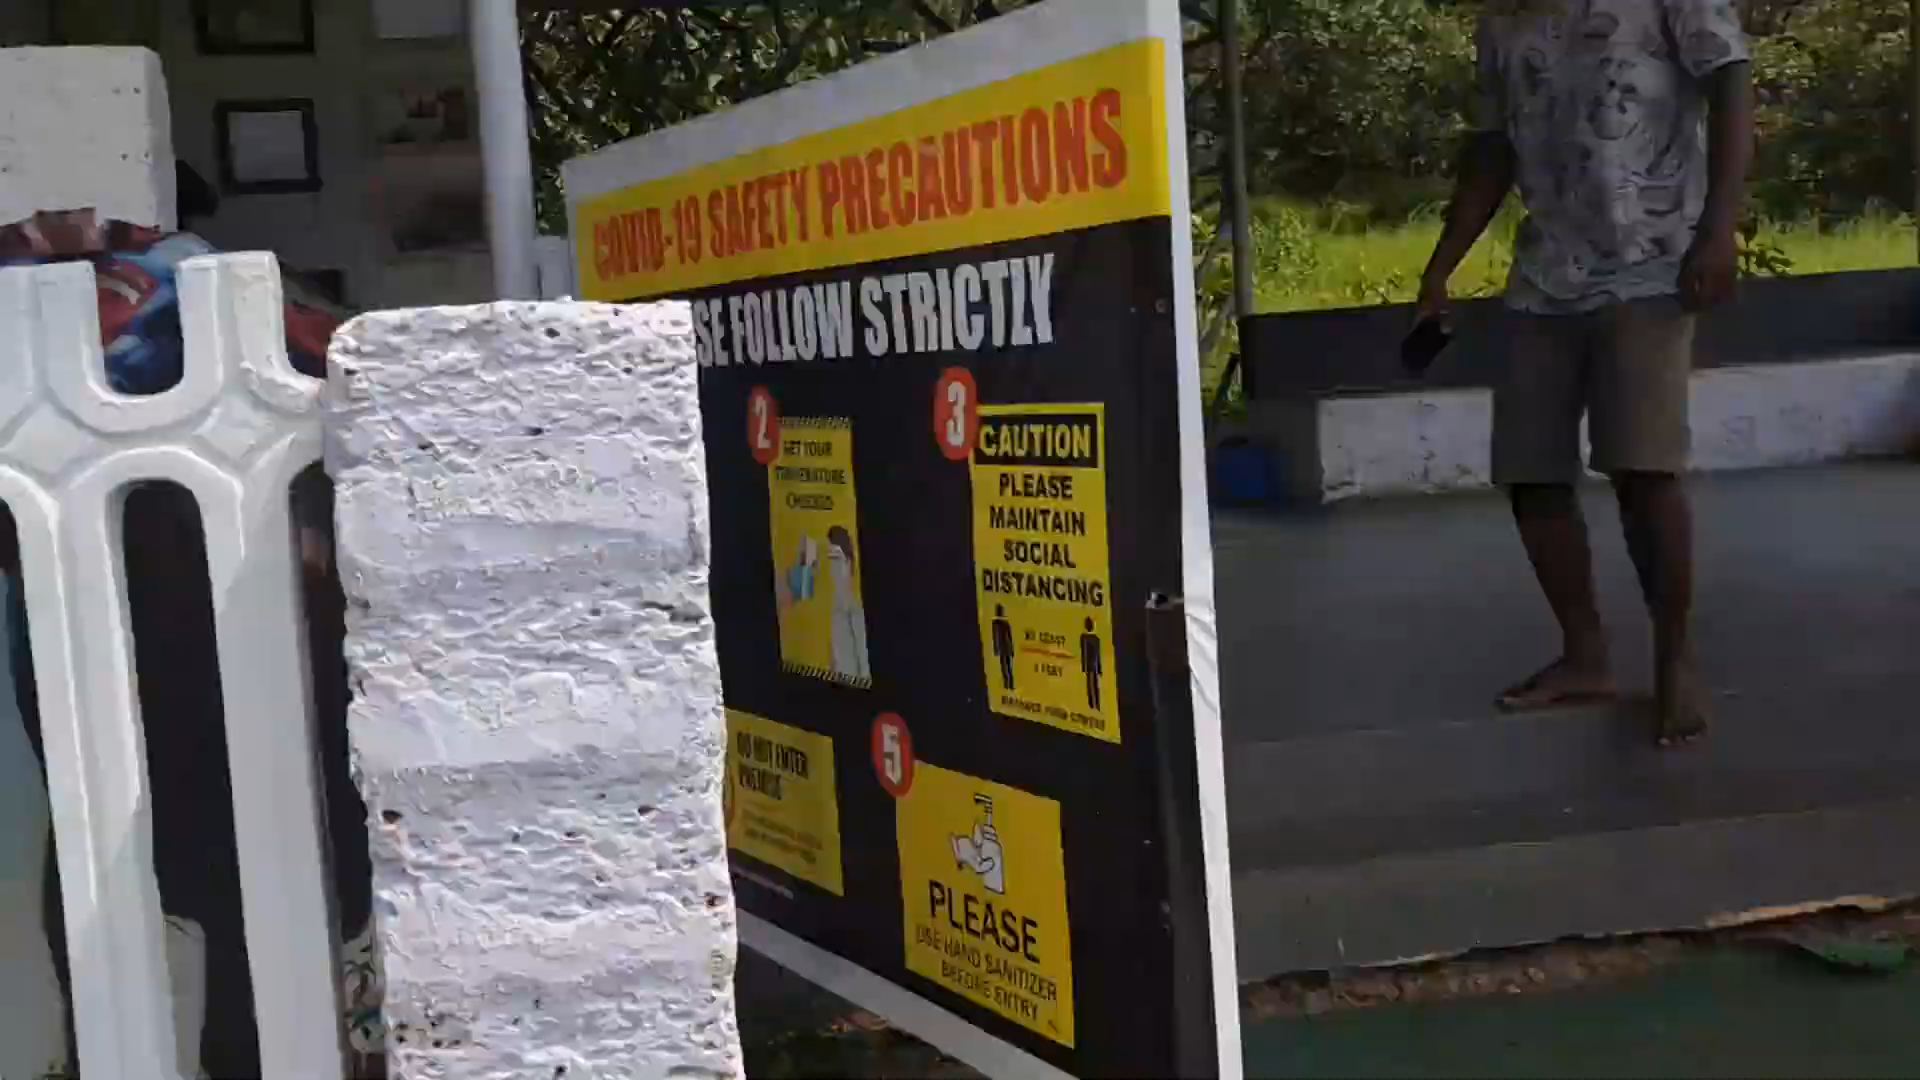 COVID-19 SAFETY PRECAUTIONS
SE FOLLOW STRICTLY
2
GET YOUR
TEMPERATURE
CHECKED
3
CAUTION
PLEASE
MAINTAIN
SOCIAL
DISTANCING
DO NOT ENTER
5
PLEASE
USE HAND SANITIZER
BEFORE ENTRY